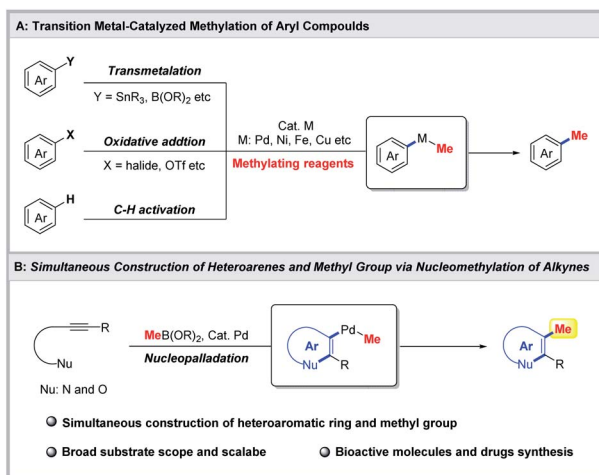 A: Transition Metal-Catalyzed Methylation of Aryl Compoulds
Y
Ar
Transmetalation
Y = SnR3, B(OR)2 etc
X
Ar
Oxidative addtion
X = halide, OTf etc
H
Ar
C-H activation
Cat. M
M: Pd, Ni, Fe, Cu etc
Methylating reagents
M
Me
Ar
Me
Ar
B: Simultaneous Construction of Heteroarenes and Methyl Group via Nucleomethylation of Alkynes
R
Nu
Nu: N and O
MeB(OR)2, Cat. Pd
Nucleopalladation
Pd
Me
Ar
Nu
R
Me
Ar
Nu
R
Simultaneous construction of heteroaromatic ring and methyl group
Broad substrate scope and scalabe
Bioactive molecules and drugs synthesis